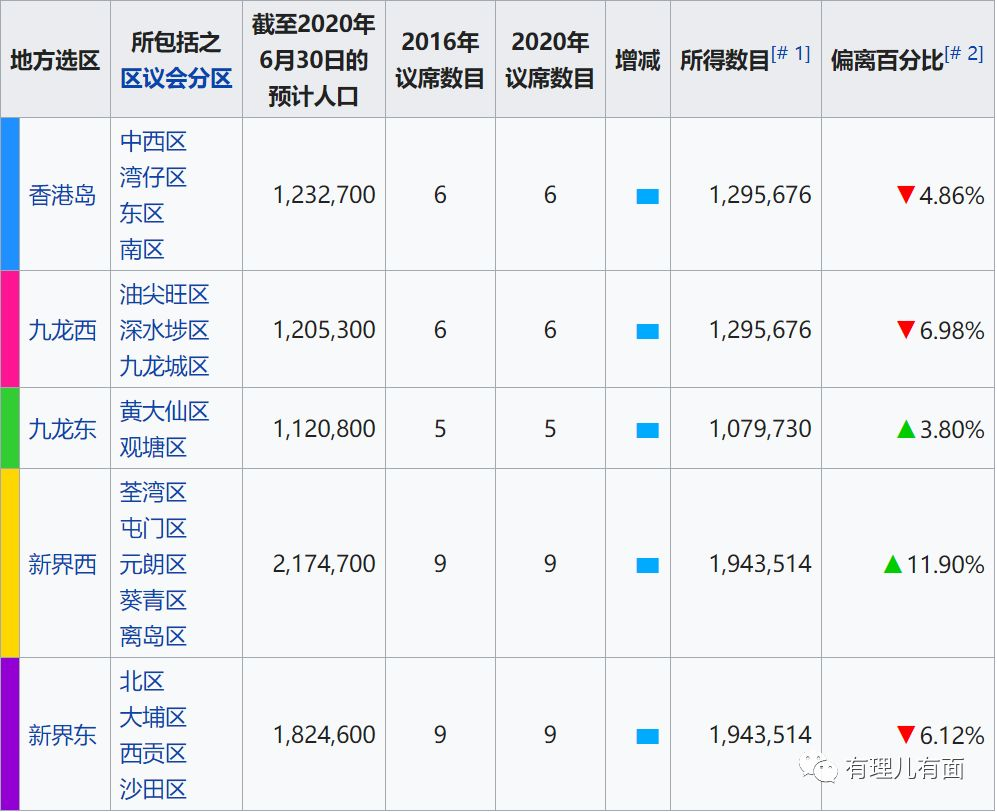 地方选区
所包括之
区议会分区
截至2020年
6月30日的
预计人口
2016年
议席数目
2020年
议席数目
增减
所得数目[# 1]
偏离百分比[# 2]
香港岛
中西区
湾仔区
东区
南区
1,232,700
6
6
1,295,676
▼4.86%
九龙西
油尖旺区
深水埗区
九龙城区
1,205,300
6
6
1,295,676
▼6.98%
九龙东
黄大仙区
观塘区
1,120,800
5
5
1,079,730
▲3.80%
新界西
荃湾区
屯门区
元朗区
葵青区
离岛区
2,174,700
9
9
1,943,514
▲11.90%
新界东
北区
大埔区
西贡区
沙田区
1,824,600
9
9
1,943,514
▼6.12%
有理儿有面